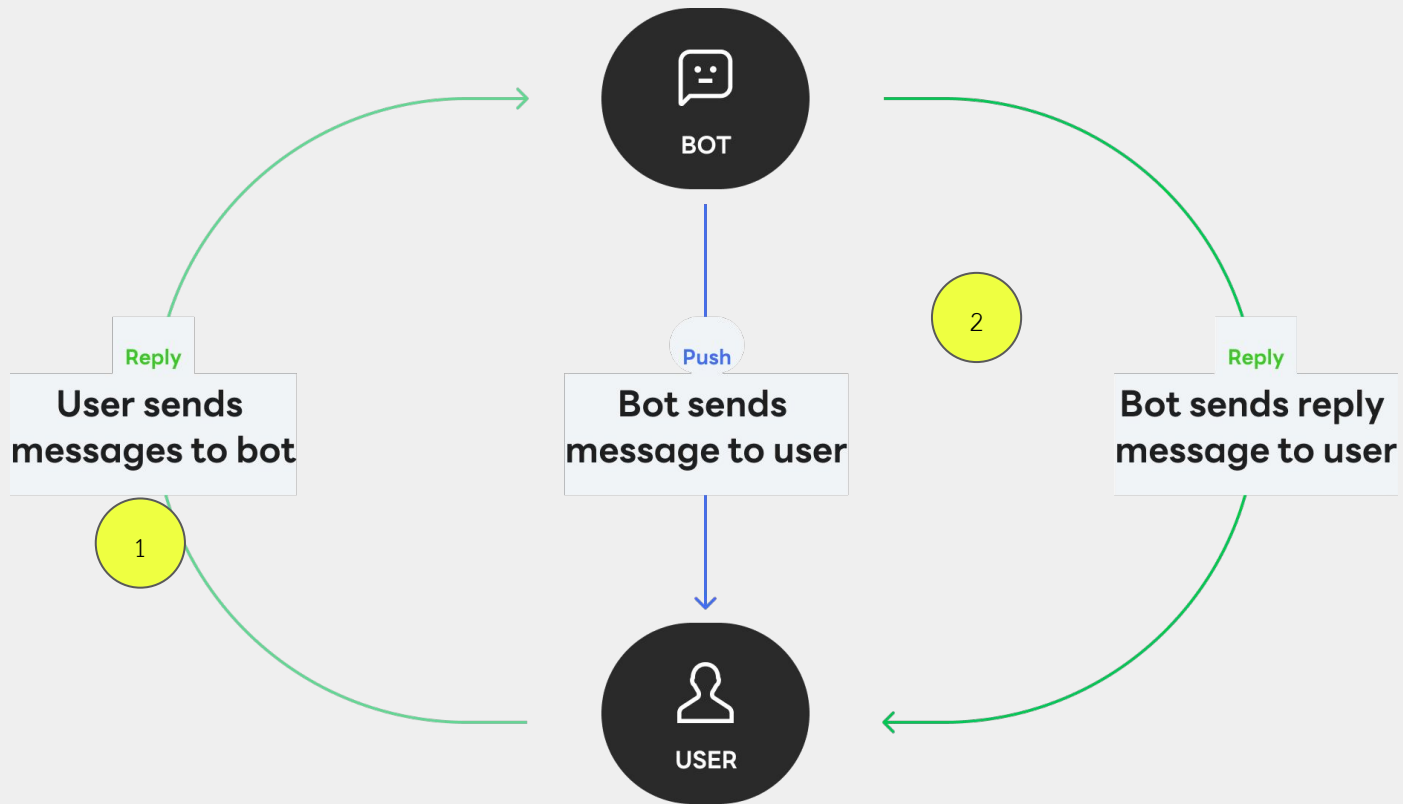 BOT
2
Reply
User sends
messages to bot
Push
Bot sends
message to user
Reply
Bot sends reply
message to user
1
USER